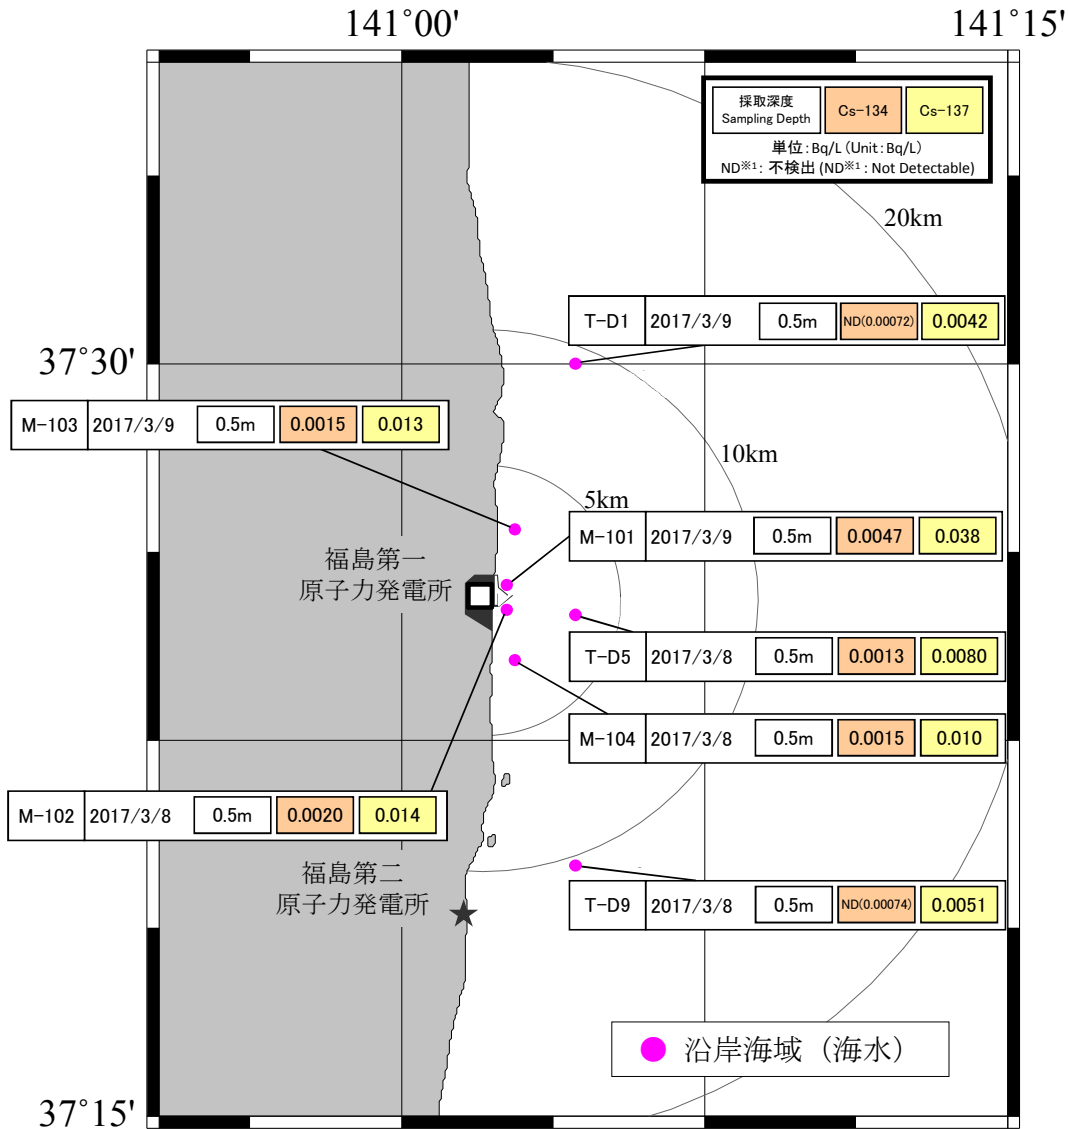 141°00'
141°15'
採取深度
Sampling Depth
Cs-134
Cs-137
単位：Bq/L (Unit：Bq/L)
ND※1：不検出 (ND※1：Not Detectable)
20km
T-D1 2017/3/9 0.5m ND(0.00072) 0.0042
37°30'
M-103 2017/3/9 0.5m 0.0015 0.013
10km
5km
M-101 2017/3/9 0.5m 0.0047 0.038
福島第一
原子力発電所
T-D5 2017/3/8 0.5m 0.0013 0.0080
M-104 2017/3/8 0.5m 0.0015 0.010
M-102 2017/3/8 0.5m 0.0020 0.014
福島第二
原子力発電所
T-D9 2017/3/8 0.5m ND(0.00074) 0.0051
沿岸海域（海水）
37°15'